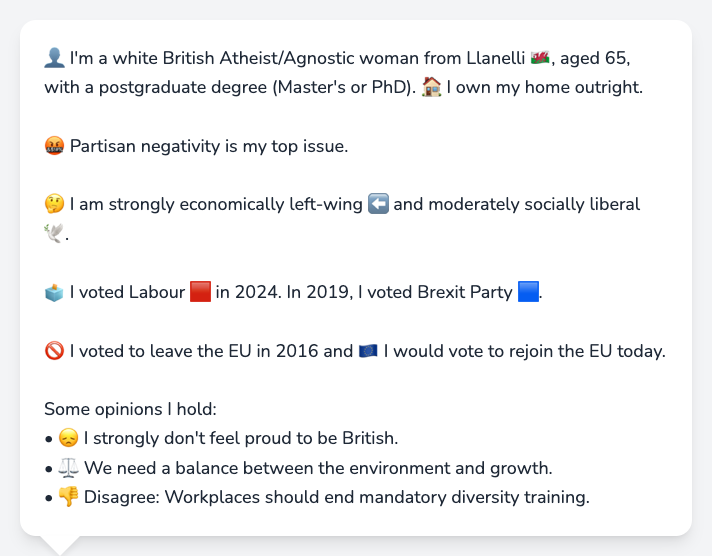 👤 I'm a white British Atheist/Agnostic woman from Llanelli 🏴󠁧󠁢󠁷󠁬󠁳󠁿, aged 65,
with a postgraduate degree (Master's or PhD). 🏠 I own my home outright.
🤬 Partisan negativity is my top issue.
🤔 I am strongly economically left-wing ⬅️ and moderately socially liberal
🕊️.
🗳️ I voted Labour 🟥 in 2024. In 2019, I voted Brexit Party 🟦.
🚫 I voted to leave the EU in 2016 and 🇪🇺 I would vote to rejoin the EU today.
Some opinions I hold:
• 😞 I strongly don't feel proud to be British.
• ⚖️ We need a balance between the environment and growth.
• 👎 Disagree: Workplaces should end mandatory diversity training.